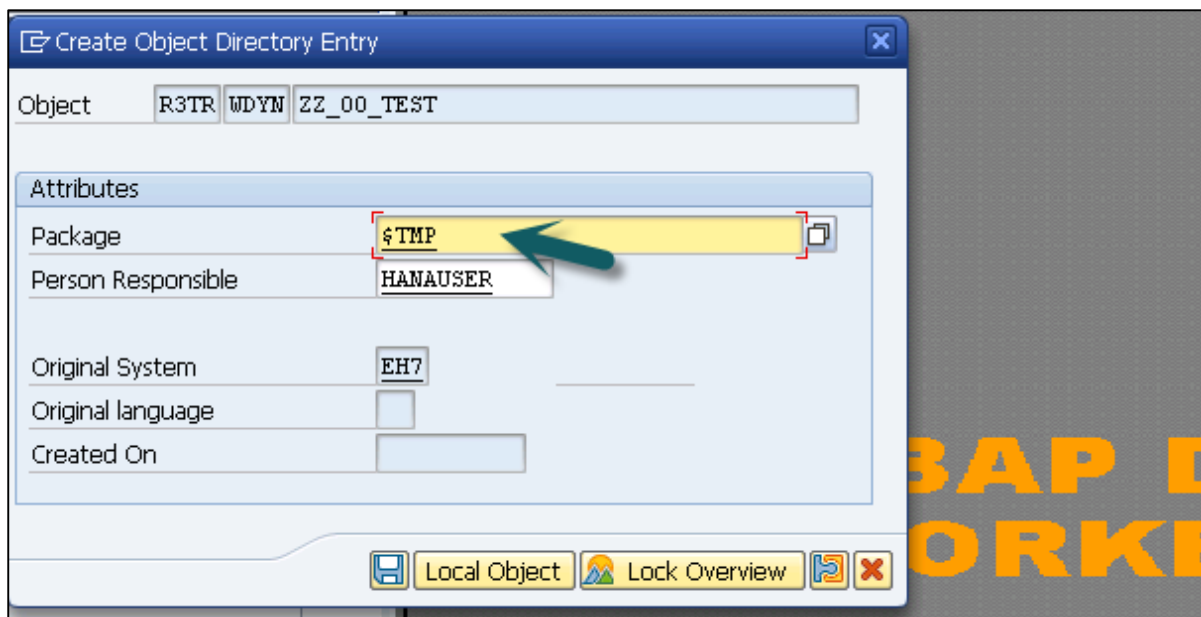 Create Object Directory Entry
Object R3TR WDYN ZZ_00_TEST
Attributes
Package $TMP
Person Responsible HANAUSER
Original System EH7
Original language
Created On
Local Object Lock Overview